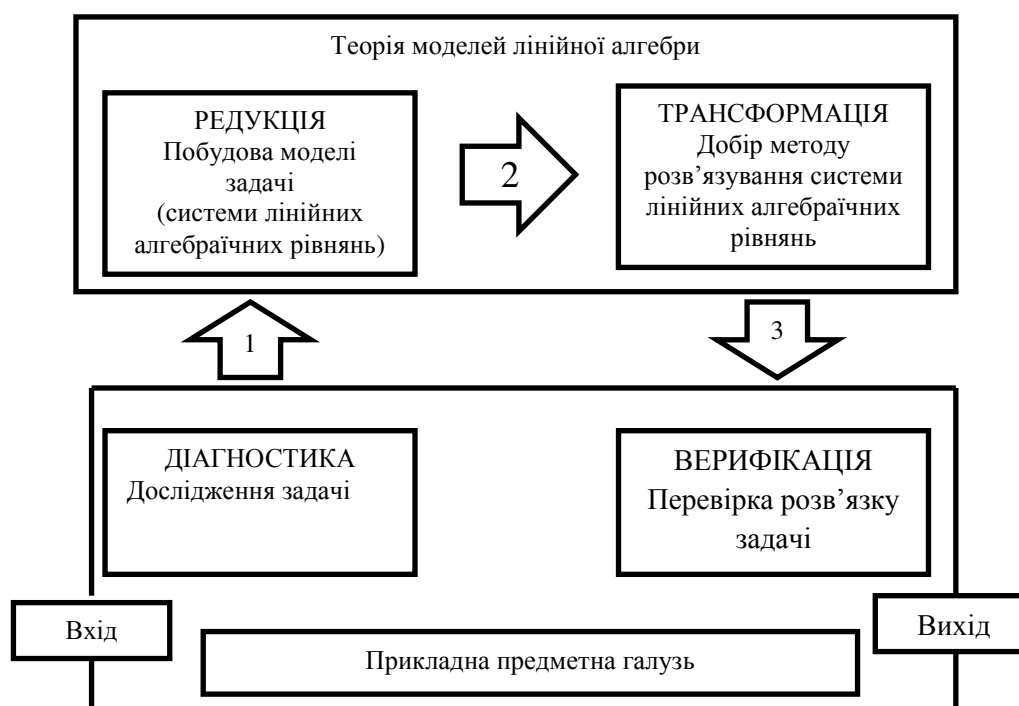 Теорія моделей лінійної алгебри
РЕДУКЦІЯ
Побудова моделі
задачі
(системи лінійних
алгебраїчних рівнянь)
2
ТРАНСФОРМАЦІЯ
Добір методу
розв’язування системи
лінійних алгебраїчних
рівнянь
1
3
ДІАГНОСТИКА
Дослідження задачі
ВЕРИФІКАЦІЯ
Перевірка розв’язку
задачі
Вхід
Прикладна предметна галузь
Вихід